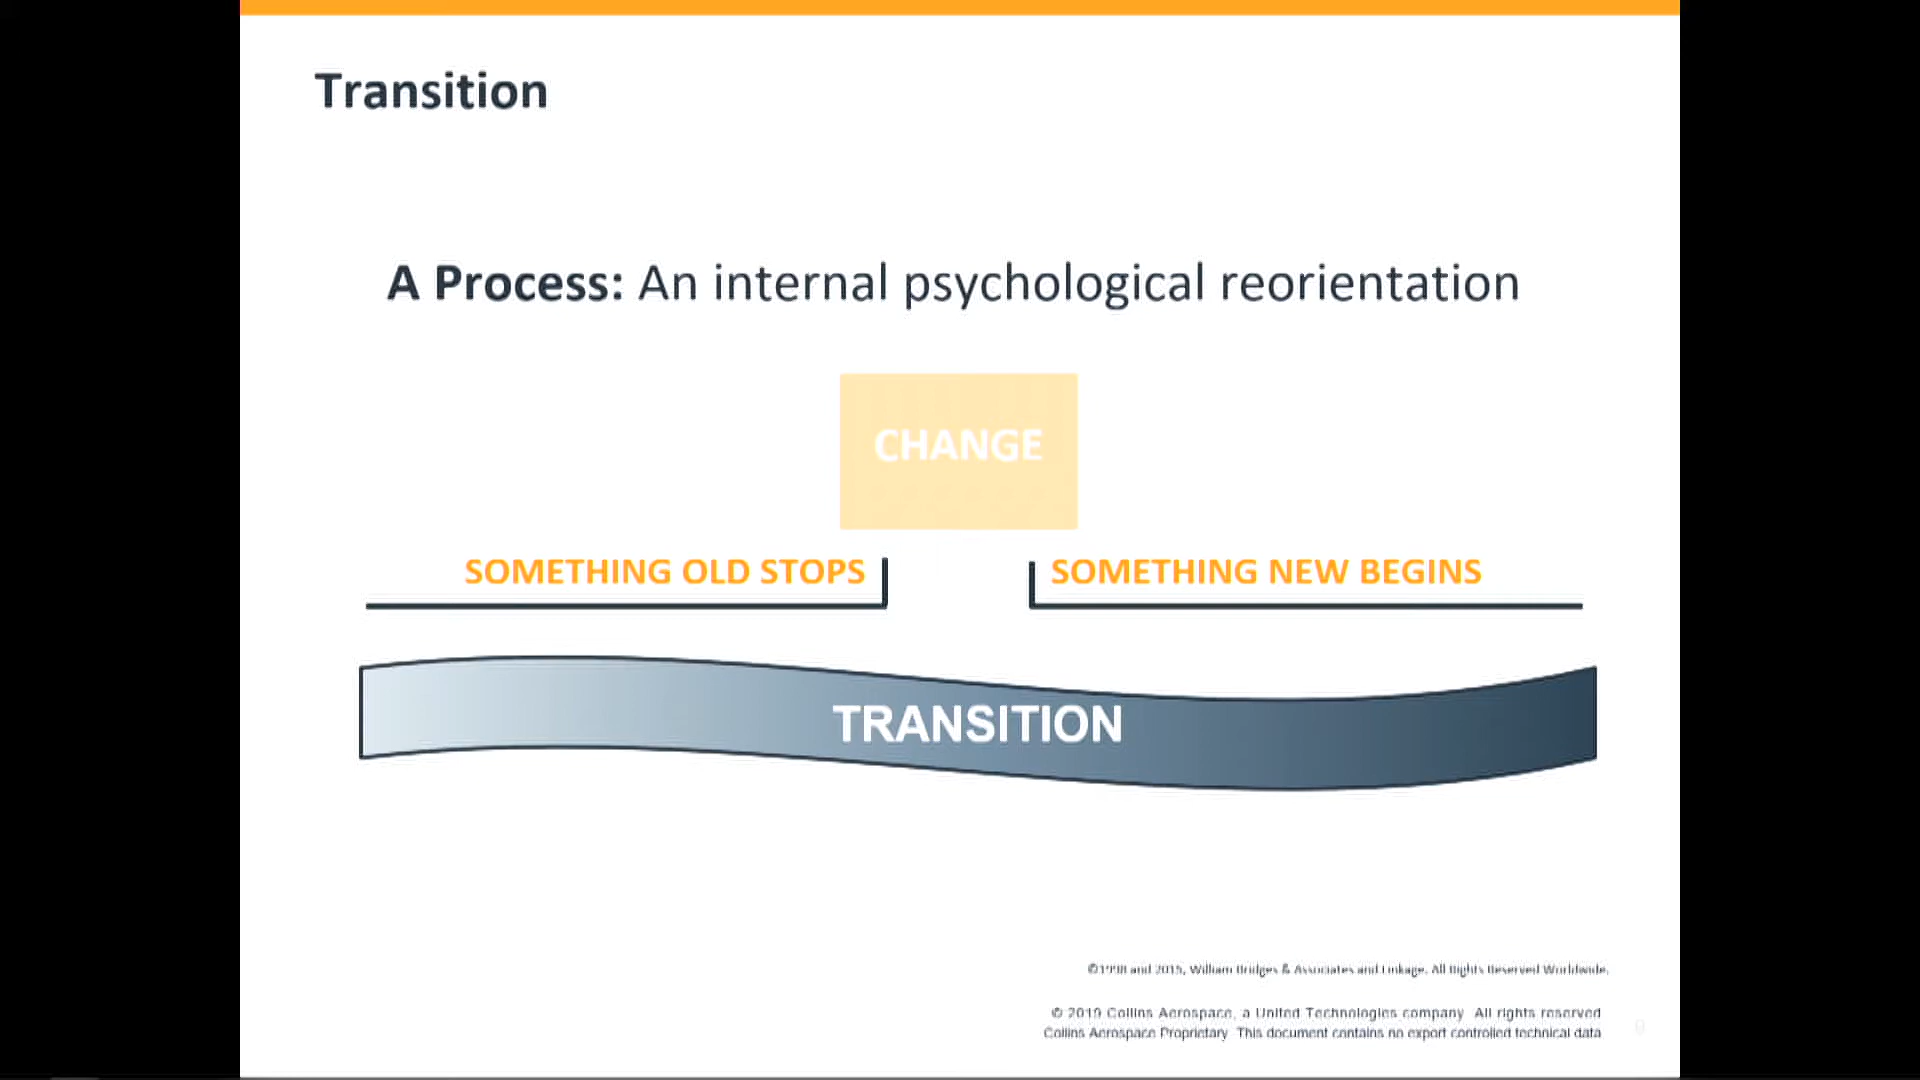 Transition
A Process: An internal psychological reorientation
CHANGE
SOMETHING OLD STOPS
SOMETHING NEW BEGINS
TRANSITION
©1998 and 2015, William Bridges & Associates and Linkage. All Rights Reserved Worldwide.
© 2019 Collins Aerospace, a United Technologies company. All rights reserved
Collins Aerospace Proprietary. This document contains no export controlled technical data